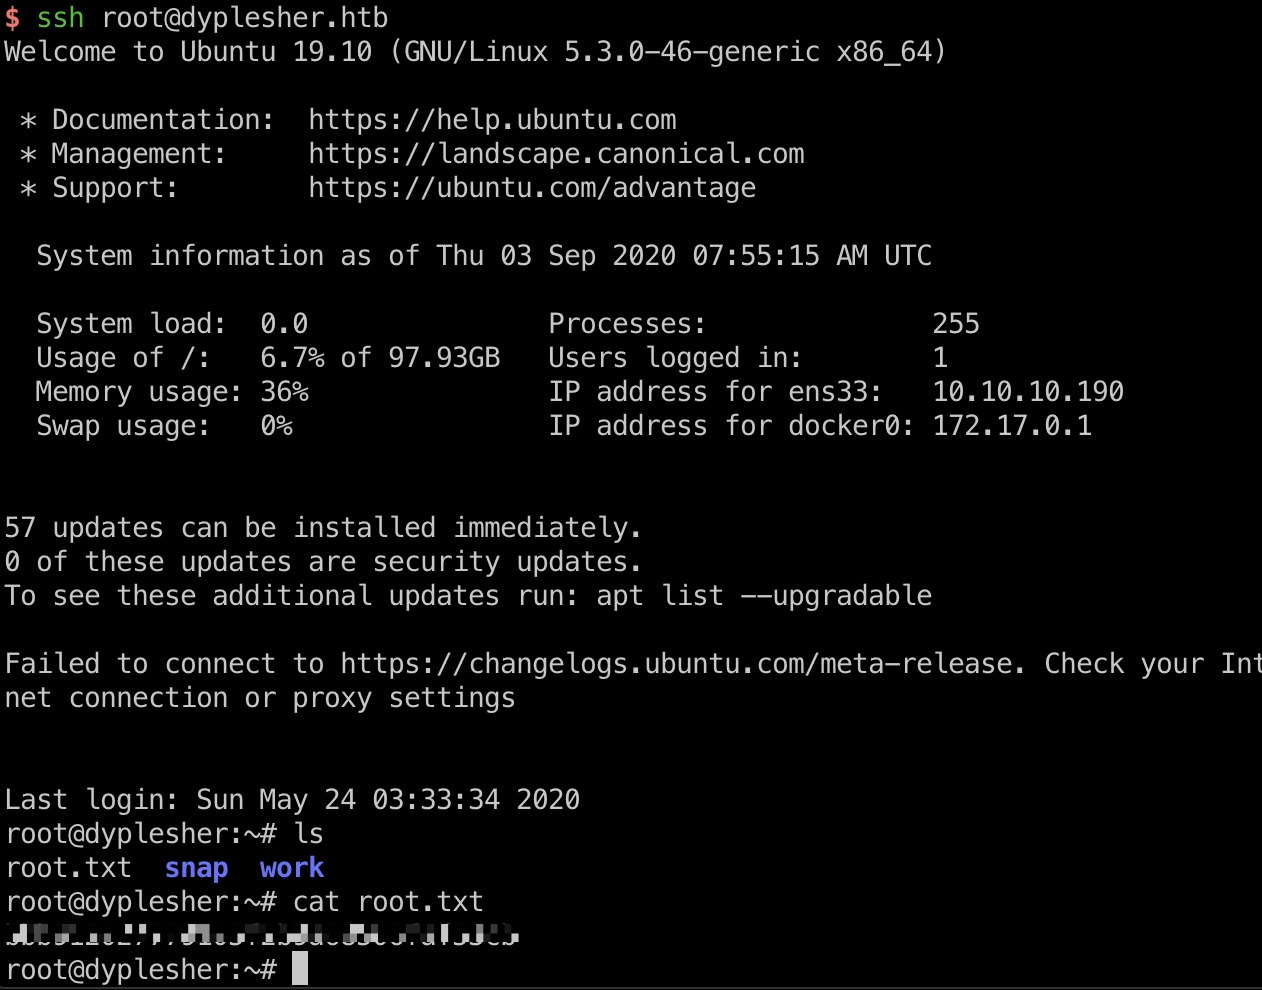 $ ssh root@dyplesher.htb
Welcome to Ubuntu 19.10 (GNU/Linux 5.3.0-46-generic x86_64)
* Documentation:  https://help.ubuntu.com
* Management:     https://landscape.canonical.com
* Support:        https://ubuntu.com/advantage
System information as of Thu 03 Sep 2020 07:55:15 AM UTC
System load:  0.0               Processes:              255
Usage of /:   6.7% of 97.93GB   Users logged in:        1
Memory usage: 36%               IP address for ens33:   10.10.10.190
Swap usage:   0%                IP address for docker0: 172.17.0.1
57 updates can be installed immediately.
0 of these updates are security updates.
To see these additional updates run: apt list --upgradable
Failed to connect to https://changelogs.ubuntu.com/meta-release. Check your Int
net connection or proxy settings
Last login: Sun May 24 03:33:34 2020
root@dyplesher:~# ls
root.txt  snap  work
root@dyplesher:~# cat root.txt
root@dyplesher:~#